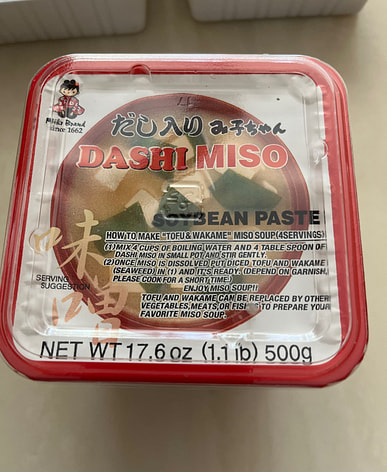 Miko Brand
since 1662
だし入り み子ちゃん
DASHI MISO
SOYBEAN PASTE
味噌
HOW TO MAKE "TOFU & WAKAME" MISO SOUP.(4SERVINGS)
(1)MIX 4 CUPS OF BOILING WATER AND 4 TABLE SPOON OF
DASHI MISO IN SMALL POT AND STIR GENTLY.
(2)ONCE MISO IS DISSOLVED PUT DICED TOFU AND WAKAME
(SEAWEED) IN (1) AND IT'S READY. (DEPEND ON GARNISH,
PLEASE COOK FOR A SHORT TIME)
ENJOY MISO SOUP!!
SERVING
SUGGESTION
TOFU AND WAKAME CAN BE REPLACED BY OTHER
VEGETABLES,MEATS,OR FISH TO PREPARE YOUR
FAVORITE MISO SOUP.
NET WT 17.6 oz (1.1 lb) 500g